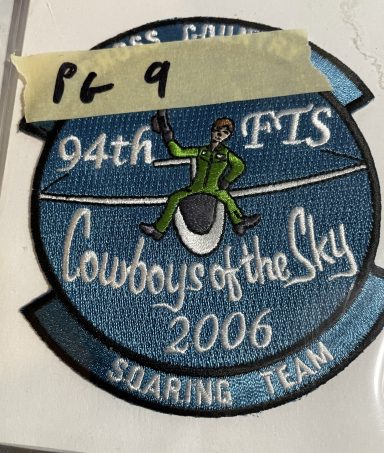 PG 9
94th FTS
Cowboys of the Sky
2006
SOARING TEAM